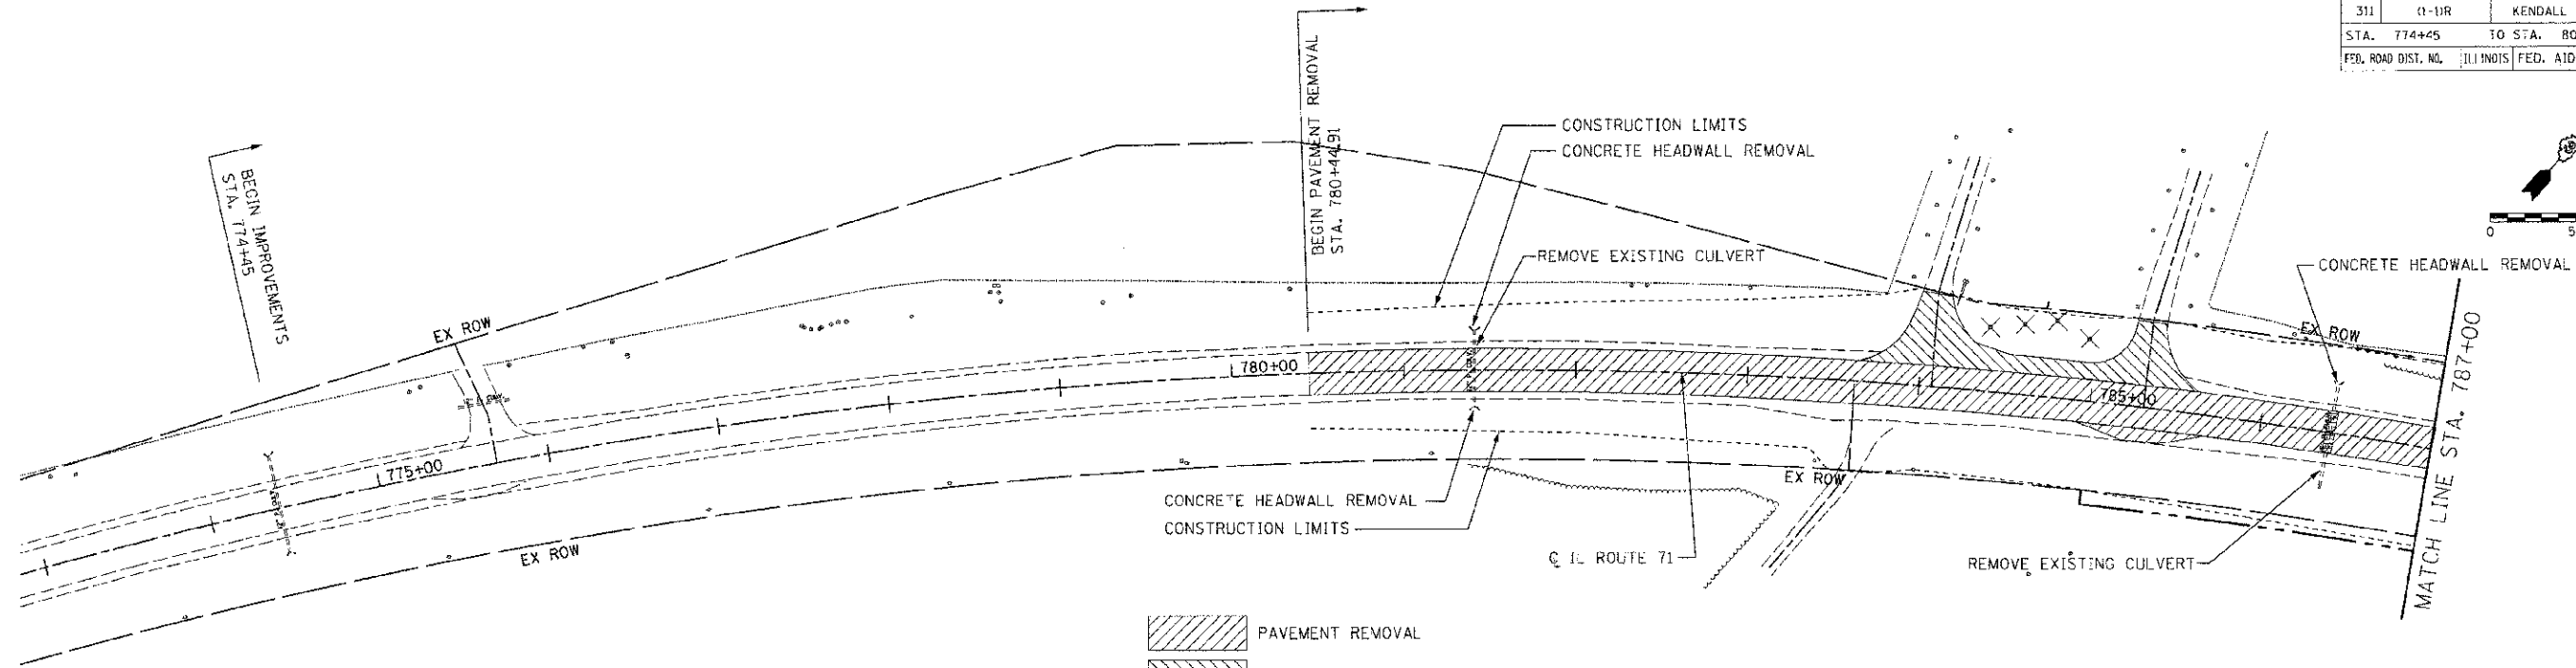 311 (1-1)R KENDALL
STA. 774+45 TO STA. 80
FED. ROAD DIST. NO. ILLINOIS FED. AID
BEGIN IMPROVEMENTS
STA. 774+45
BEGIN PAVEMENT REMOVAL
STA. 780+44.91
CONSTRUCTION LIMITS
CONCRETE HEADWALL REMOVAL
REMOVE EXISTING CULVERT
CONCRETE HEADWALL REMOVAL
0 5
EX ROW
EX ROW
780+00
785+00
775+00
MATCH LINE STA. 787+00
EX ROW
EX ROW
CONCRETE HEADWALL REMOVAL
CONSTRUCTION LIMITS
℄ IL ROUTE 71
REMOVE EXISTING CULVERT
PAVEMENT REMOVAL